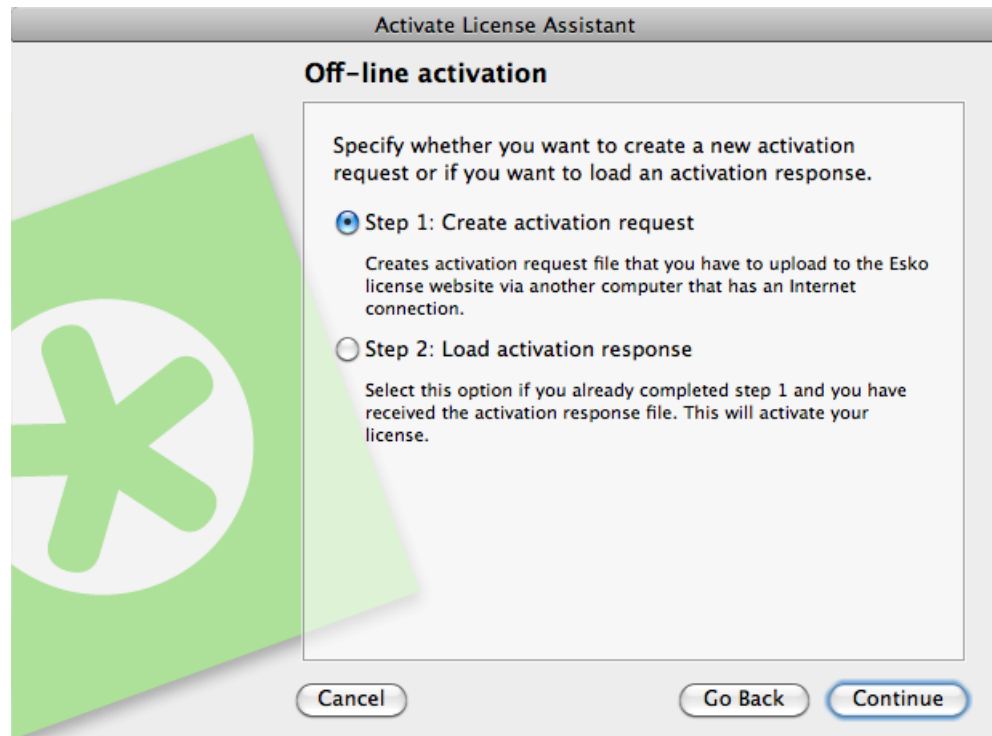 Activate License Assistant
Off-line activation
Specify whether you want to create a new activation
request or if you want to load an activation response.
Step 1: Create activation request
Creates activation request file that you have to upload to the Esko
license website via another computer that has an Internet
connection.
Step 2: Load activation response
Select this option if you already completed step 1 and you have
received the activation response file. This will activate your
license.
Cancel
Go Back
Continue